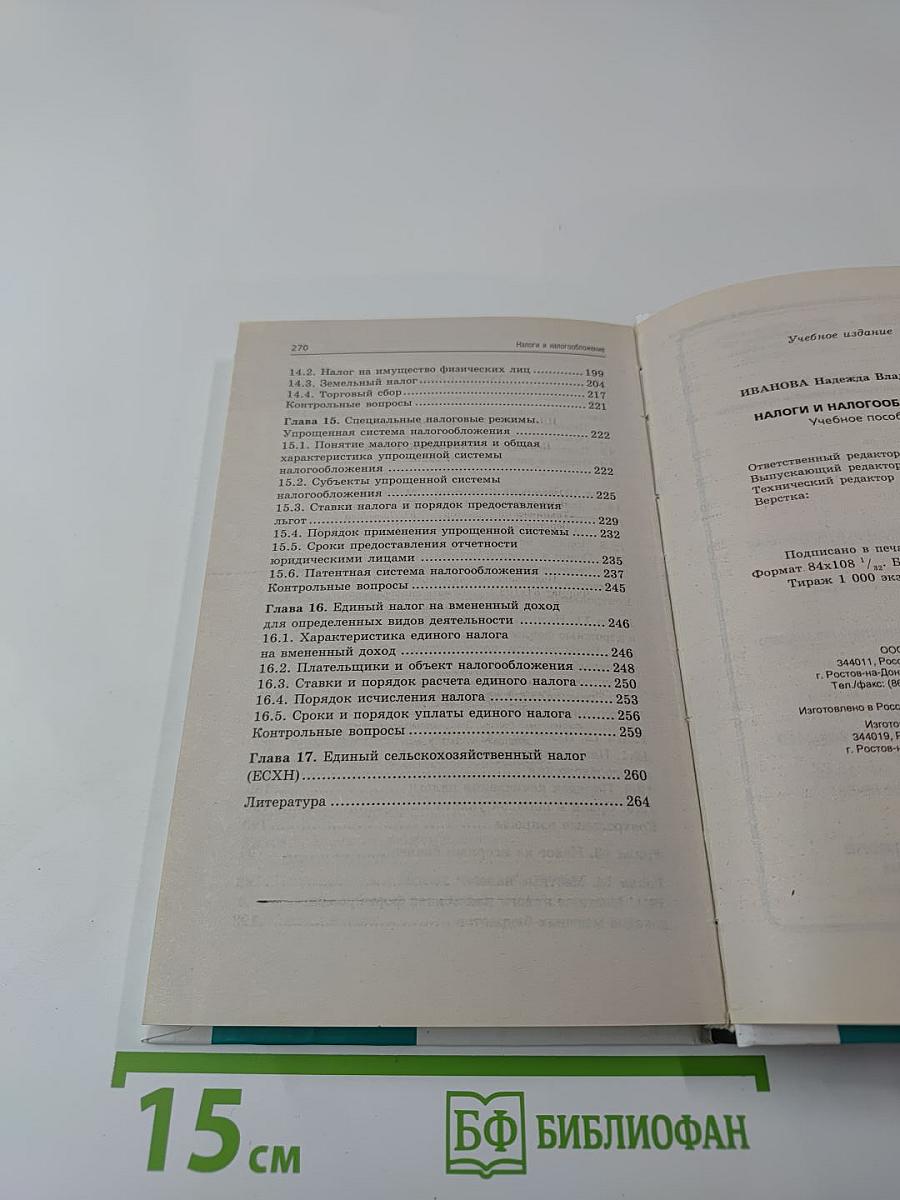 270 Налоги и налогообложение
14.2. Налог на имущество физических лиц ............ 199
14.3. Земельный налог ............ 204
14.4. Торговый сбор ............ 217
Контрольные вопросы ............ 221
Глава 15. Специальные налоговые режимы.
Упрощенная система налогообложения ............ 222
15.1. Понятие малого предприятия и общая
характеристика упрощенной системы
налогообложения ............ 222
15.2. Субъекты упрощенной системы
налогообложения ............ 225
15.3. Ставки налога и порядок предоставления
льгот ............ 229
15.4. Порядок применения упрощенной системы ...... 232
15.5. Сроки предоставления отчетности
юридическими лицами ............ 235
15.6. Патентная система налогообложения ............ 237
Контрольные вопросы ............ 245
Глава 16. Единый налог на вмененный доход
для определенных видов деятельности ............ 246
16.1. Характеристика единого налога
на вмененный доход ............ 246
16.2. Плательщики и объект налогообложения ...... 248
16.3. Ставки и порядок расчета единого налога ...... 250
16.4. Порядок исчисления налога ............ 253
16.5. Сроки и порядок уплаты единого налога ....... 256
Контрольные вопросы ............ 259
Глава 17. Единый сельскохозяйственный налог
(ЕСХН) ............ 260
Литература ............ 264
Учебное издание
ИВАНОВА Надежда Влад
НАЛОГИ И НАЛОГООБ
Учебное пособ
Ответственный редактор
Выпускающий редактор
Технический редактор
Верстка:
Подписано в печа
Формат 84х108 1/32. Б
Тираж 1 000 экз
ООО
344011, Росс
г. Ростов-на-Дон
Тел./факс: (86
Изготовлено в Росс
Изгото
344019, Р
г. Ростов-н
15 см
БФ БИБЛИОФАН